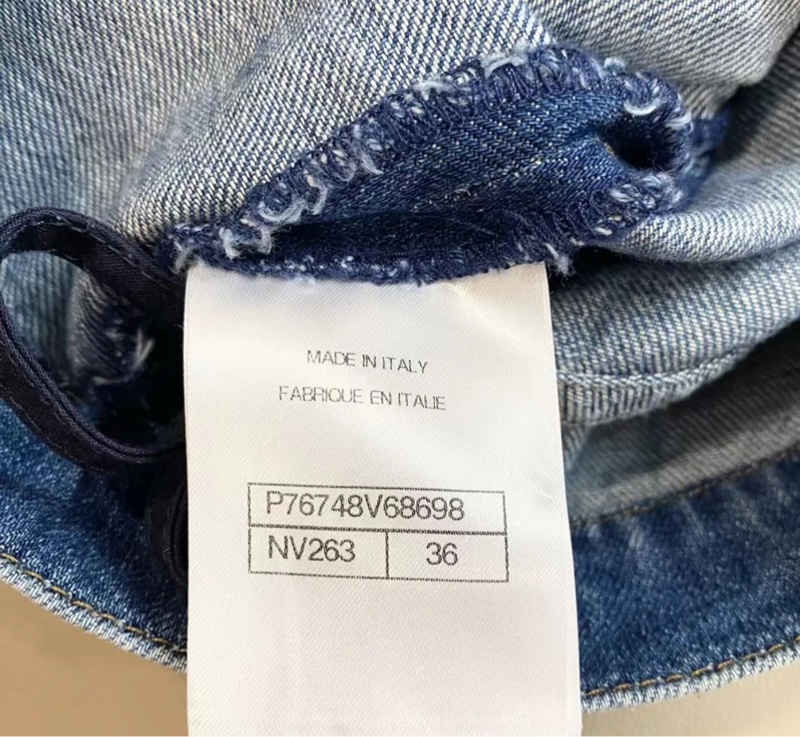 MADE IN ITALY
FABRIQUE EN ITALIE
P76748V68698
NV263 36